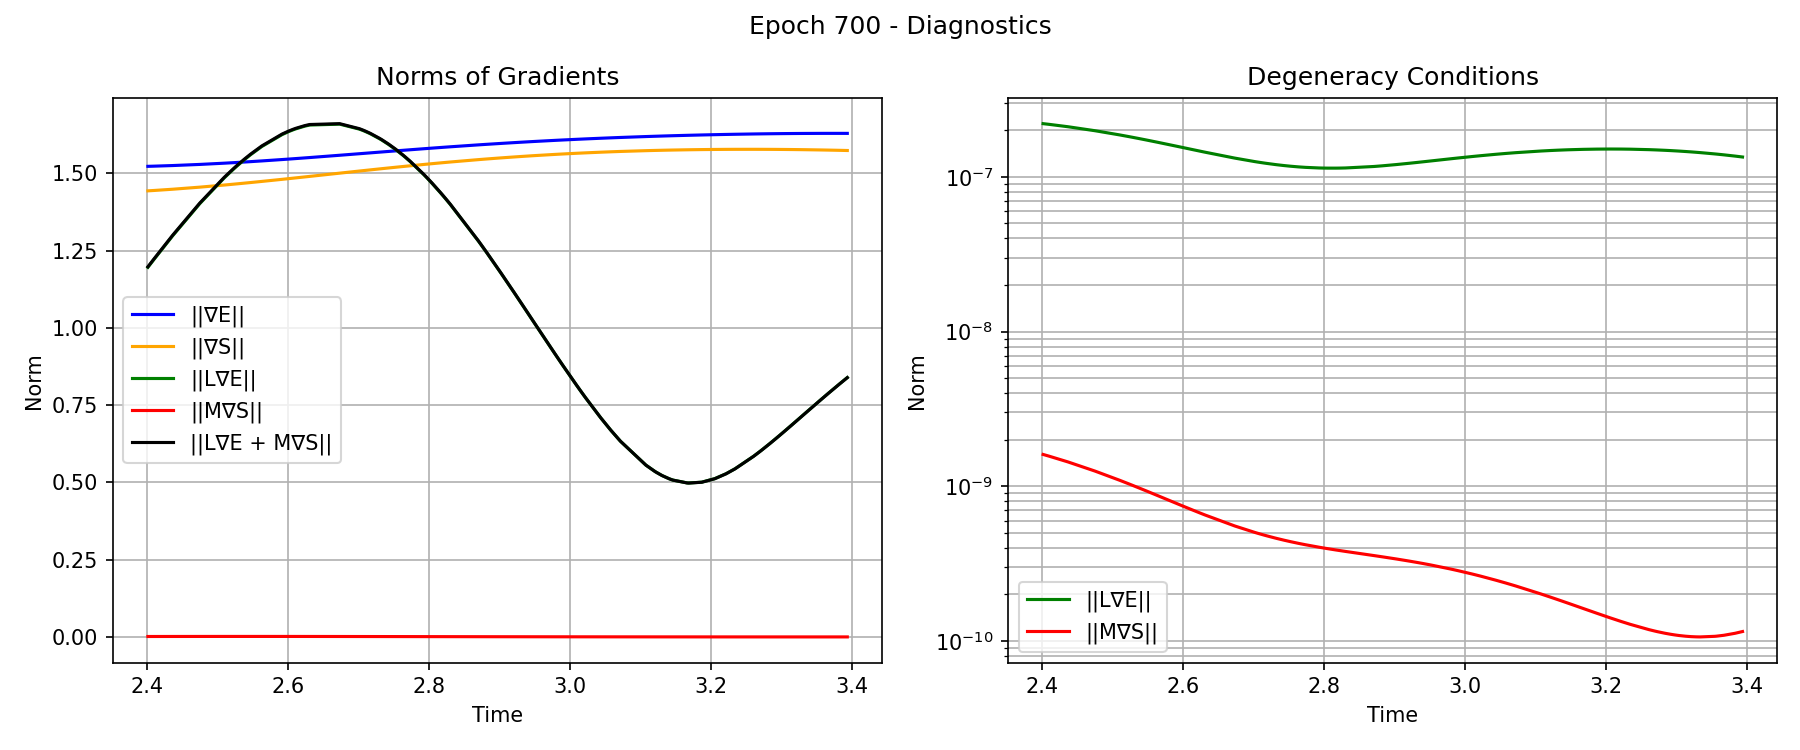 Epoch 700 - Diagnostics
Norms of Gradients
Norm
1.50
1.25
1.00
0.75
0.50
0.25
0.00
||∇E||
||∇S||
||L∇E||
||M∇S||
||L∇E + M∇S||
2.4 2.6 2.8 3.0 3.2 3.4
Time
Degeneracy Conditions
Norm
10⁻⁷
10⁻⁸
10⁻⁹
10⁻¹⁰
||L∇E||
||M∇S||
2.4 2.6 2.8 3.0 3.2 3.4
Time